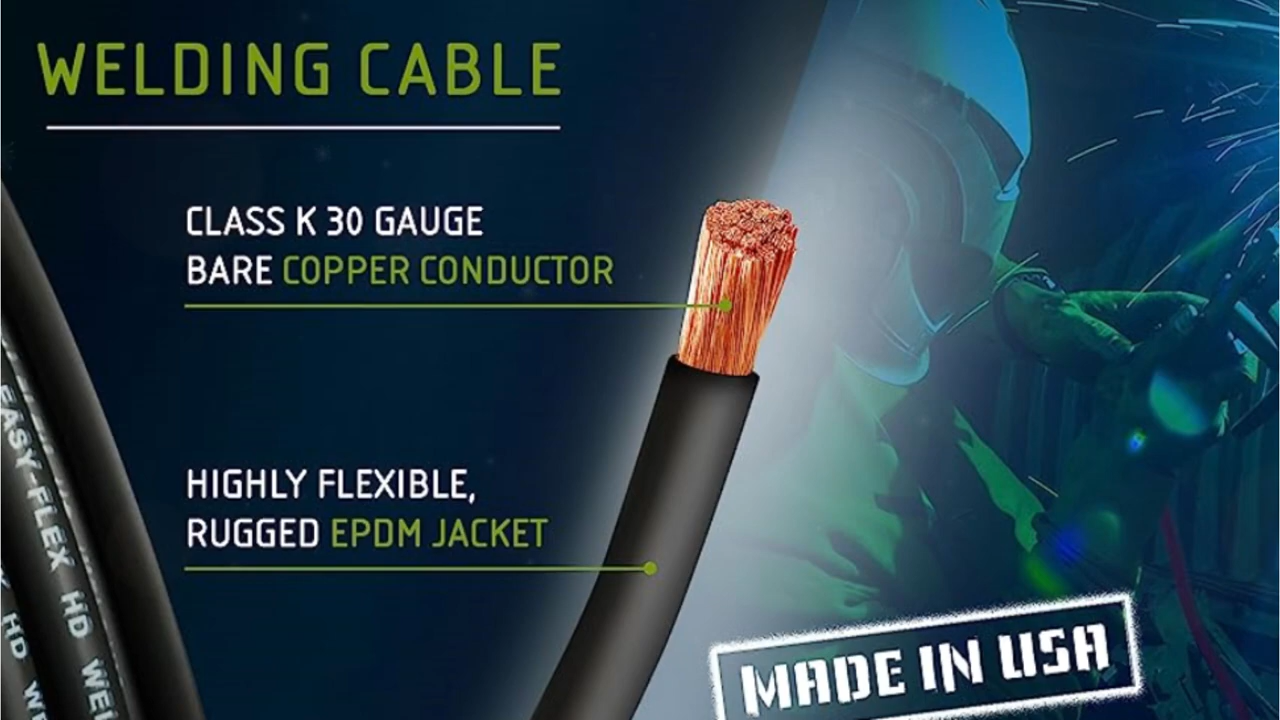 WELDING CABLE
CLASS K 30 GAUGE
BARE COPPER CONDUCTOR
HIGHLY FLEXIBLE,
RUGGED EPDM JACKET
EASY-FLEX HD
HD
MADE IN USA